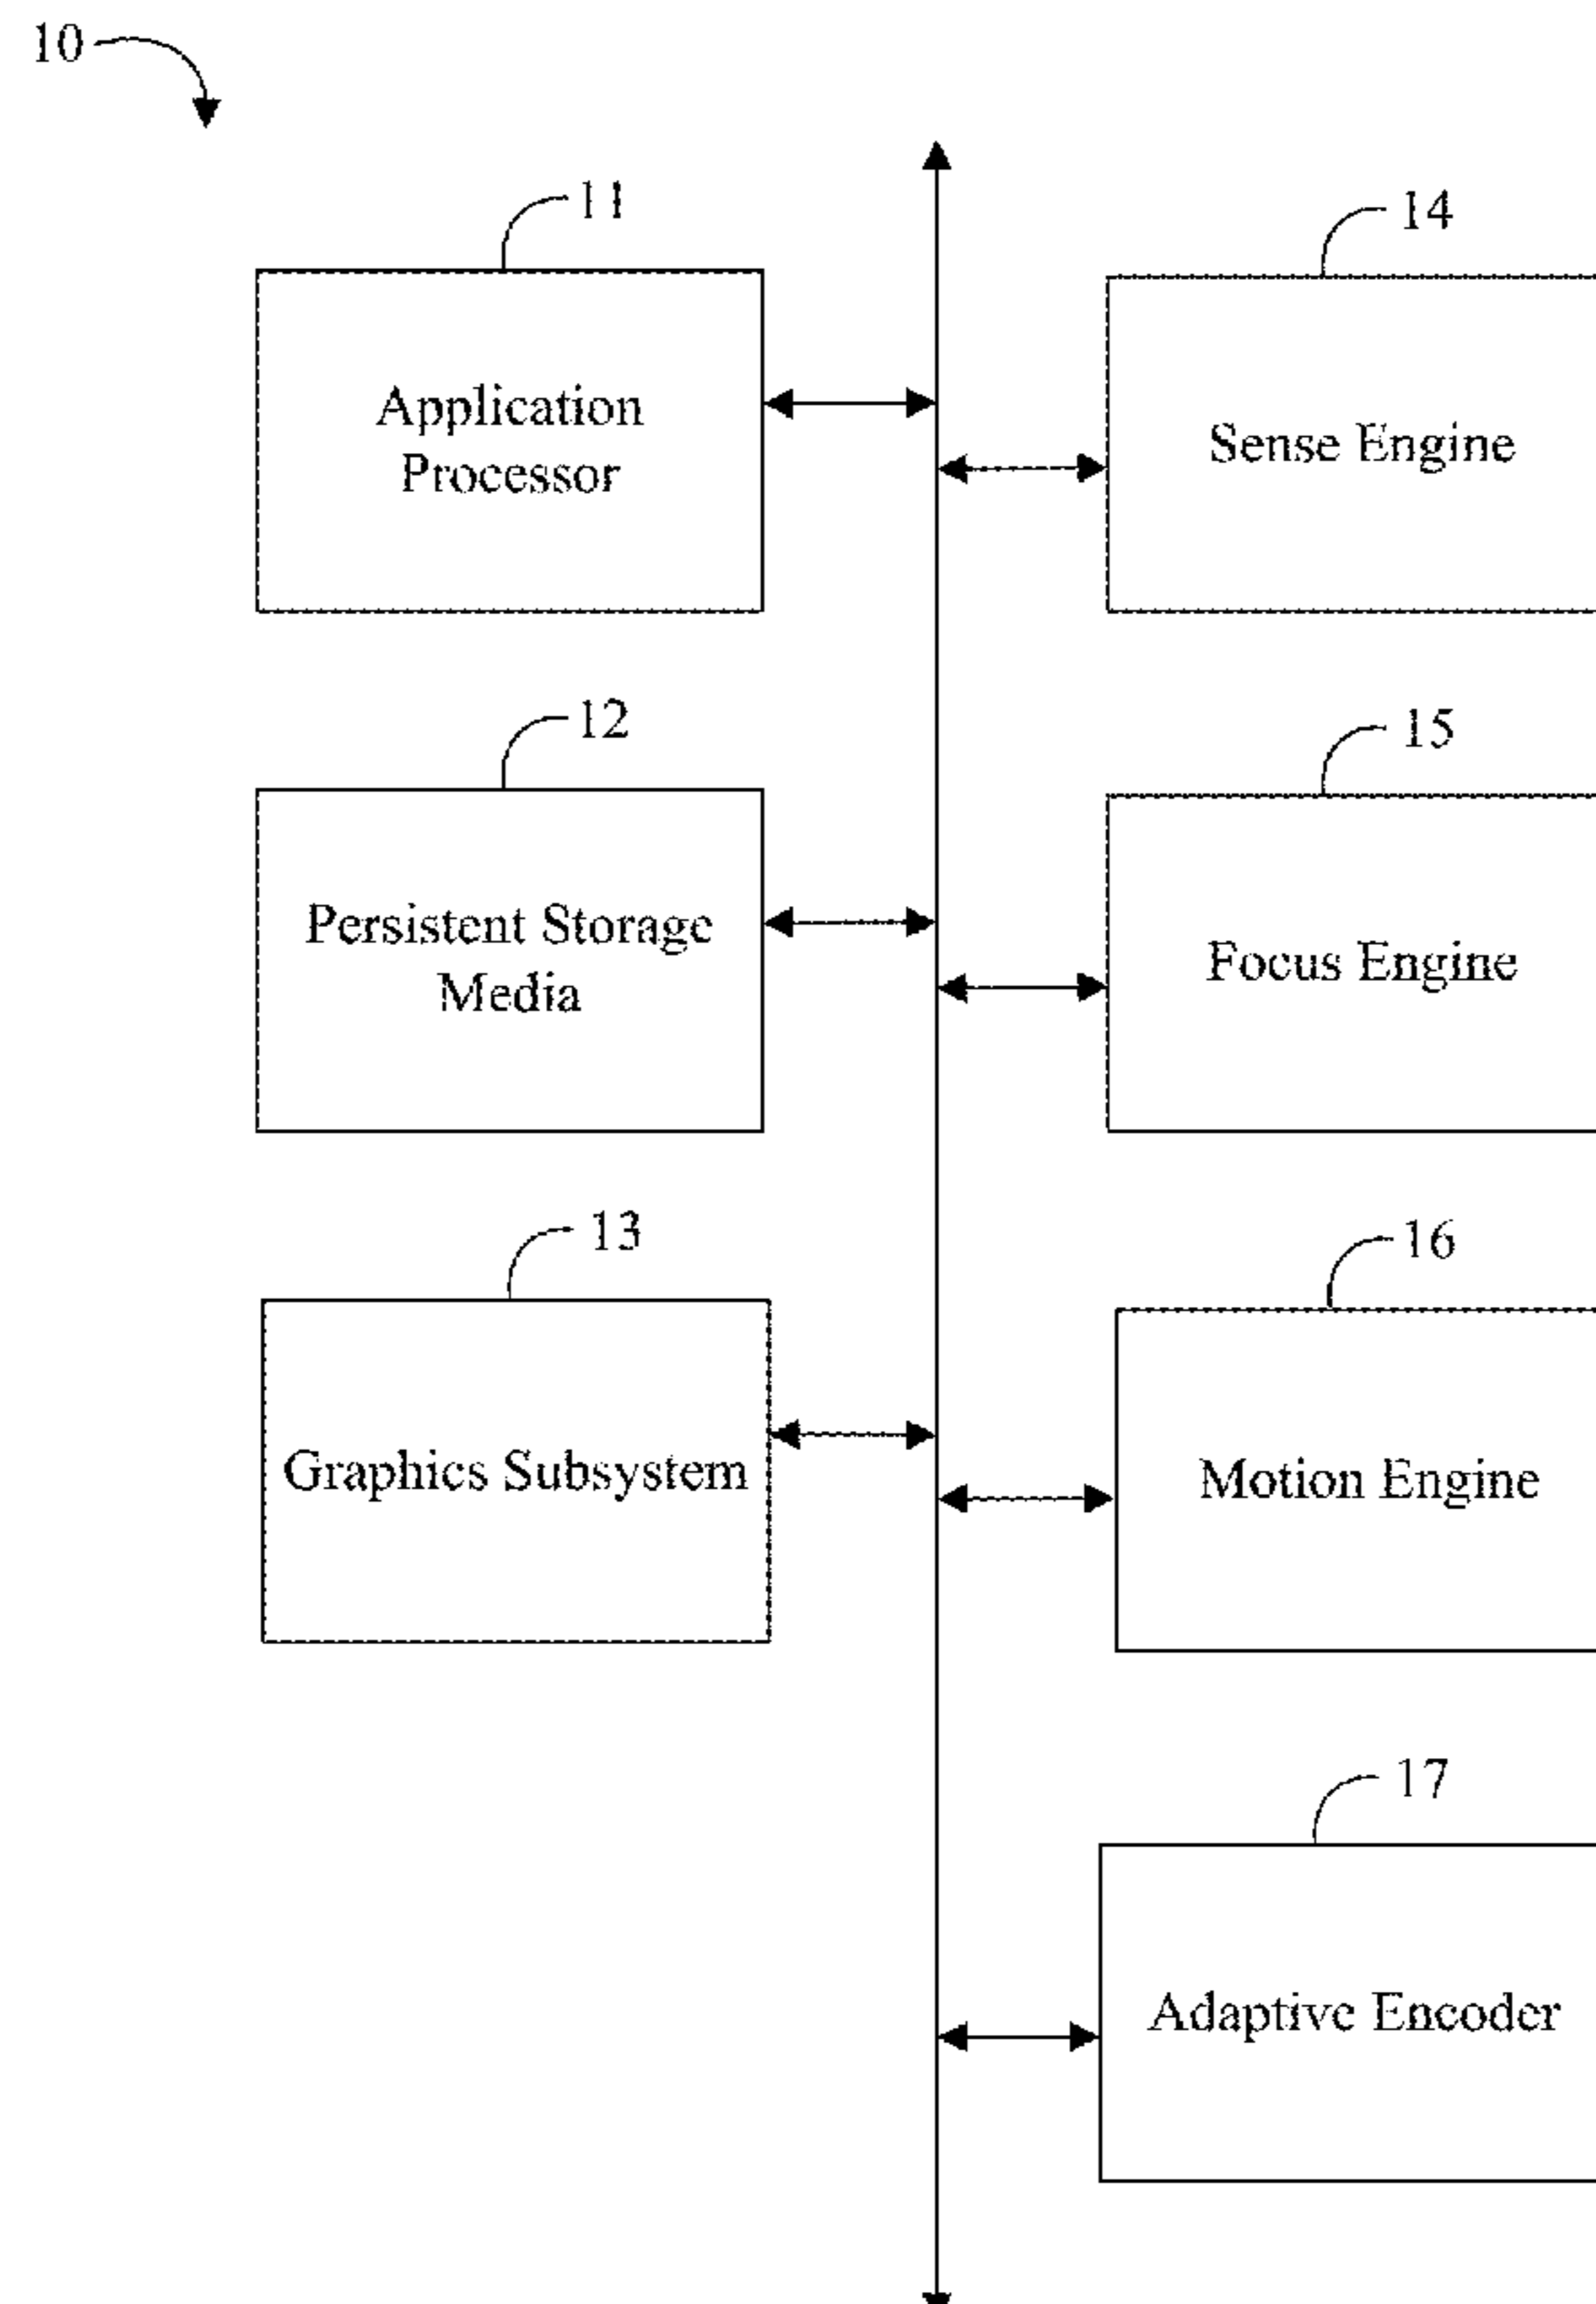 10
11
Application
Processor
14
Sense Engine
12
Persistent Storage
Media
15
Focus Engine
13
Graphics Subsystem
16
Motion Engine
17
Adaptive Encoder